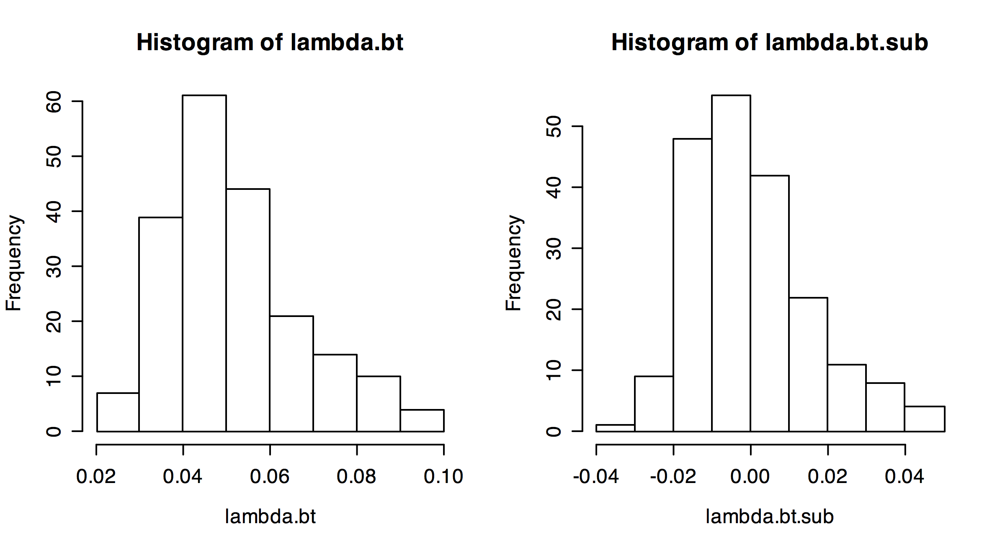 Histogram of lambda.bt
Frequency
60
50
40
30
20
10
0
0.02 0.04 0.06 0.08 0.10
lambda.bt
Histogram of lambda.bt.sub
Frequency
50
40
30
20
10
0
-0.04 -0.02 0.00 0.02 0.04
lambda.bt.sub